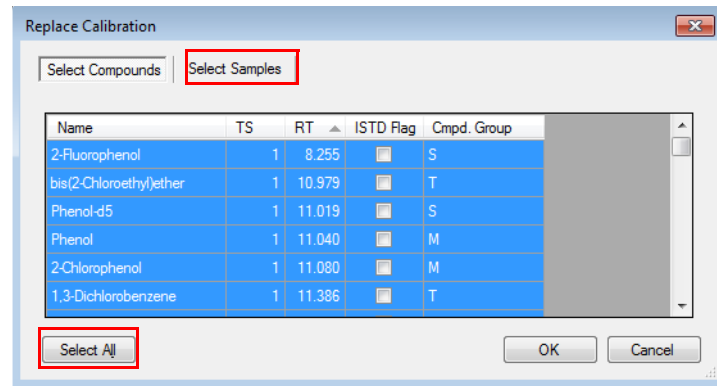 Replace Calibration
Select Compounds Select Samples
Name TS RT ISTD Flag Cmpd. Group
2-Fluorophenol 1 8.255 S
bis(2-Chloroethyl)ether 1 10.979 T
Phenol-d5 1 11.019 S
Phenol 1 11.040 M
2-Chlorophenol 1 11.080 M
1,3-Dichlorobenzene 1 11.386 T
Select All OK Cancel